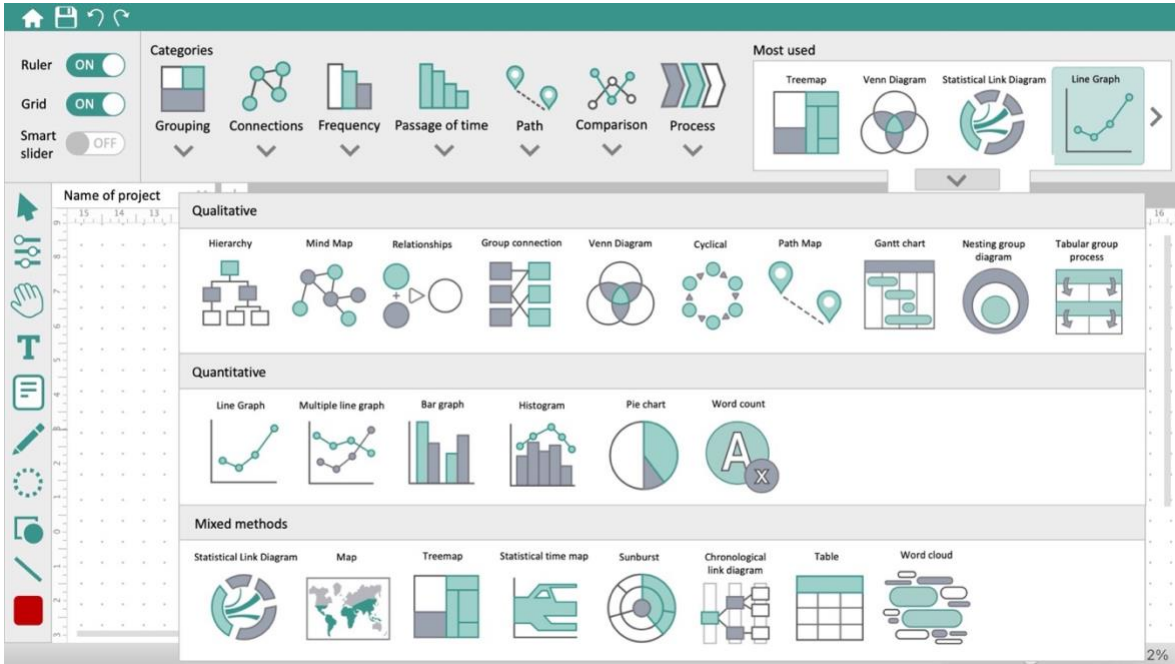 Categories
Most used
Ruler
ON
Grid
ON
Smart
slider
OFF
Grouping
Connections
Frequency
Passage of time
Path
Comparison
Process
Treemap
Venn Diagram
Statistical Link Diagram
Line Graph
Name of project
15 14 13
16
Qualitative
Hierarchy
Mind Map
Relationships
Group connection
Venn Diagram
Cyclical
Path Map
Gantt chart
Nesting group
diagram
Tabular group
process
T
Quantitative
Line Graph
Multiple line graph
Bar graph
Histogram
Pie chart
Word count
A
X
Mixed methods
Statistical Link Diagram
Map
Treemap
Statistical time map
Sunburst
Chronological
link diagram
Table
Word cloud
2%